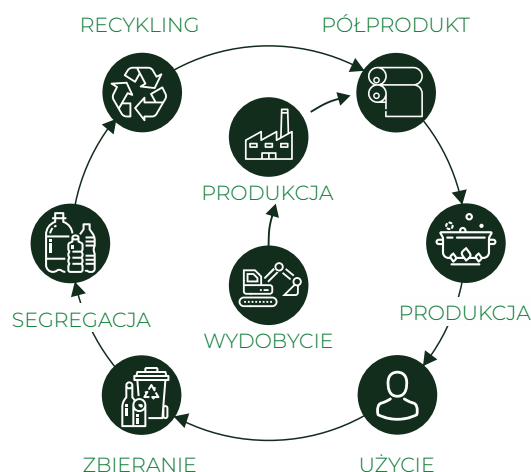 RECYKLING
PÓŁPRODUKT
PRODUKCJA
SEGREGACJA
WYDOBYCIE
PRODUKCJA
ZBIERANIE
UŻYCIE